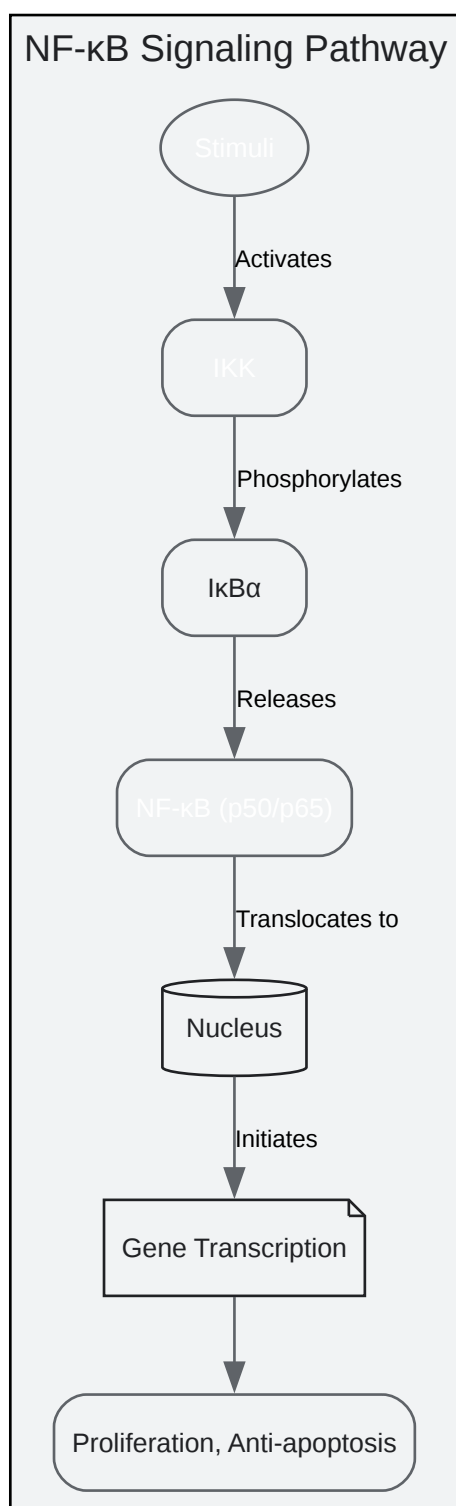 NF-κB Signaling Pathway
Stimuli
Activates
IKK
Phosphorylates
IκBα
Releases
NF-κB (p50/p65)
Translocates to
Nucleus
Initiates
Gene Transcription
Proliferation, Anti-apoptosis